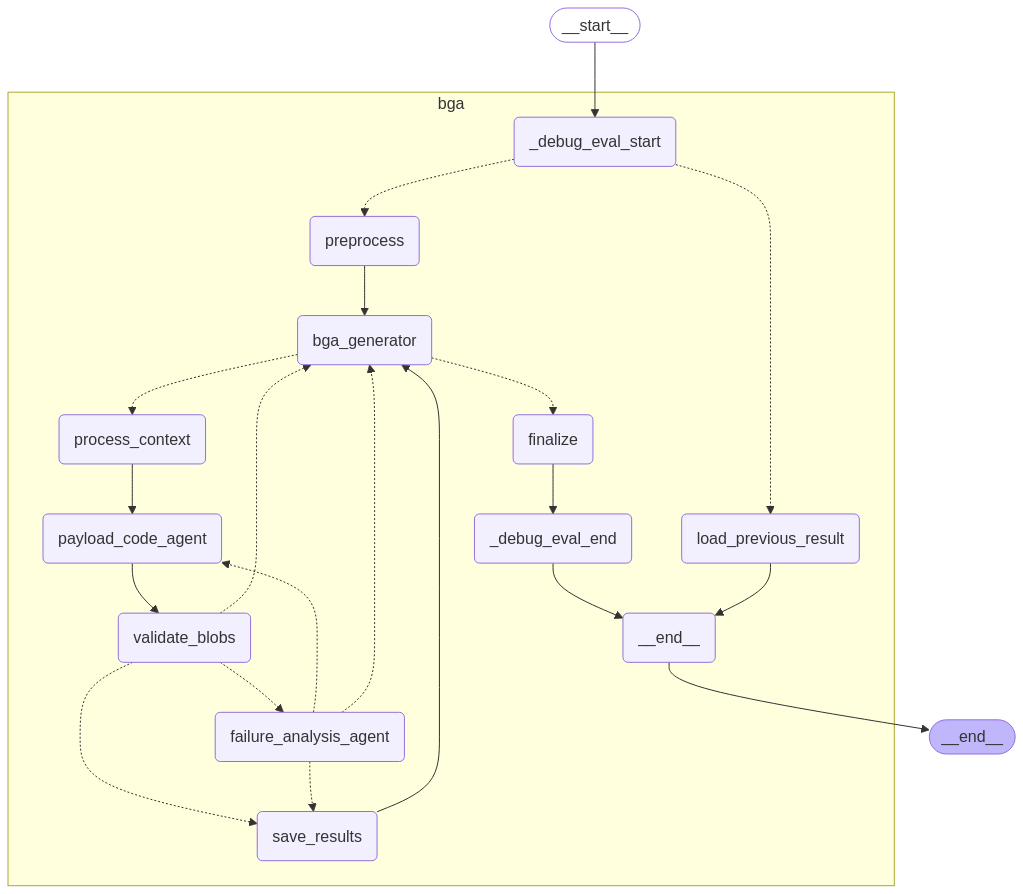 __start__
bga
_debug_eval_start
preprocess
bga_generator
process_context
finalize
payload_code_agent
_debug_eval_end
load_previous_result
validate_blobs
__end__
failure_analysis_agent
__end__
save_results